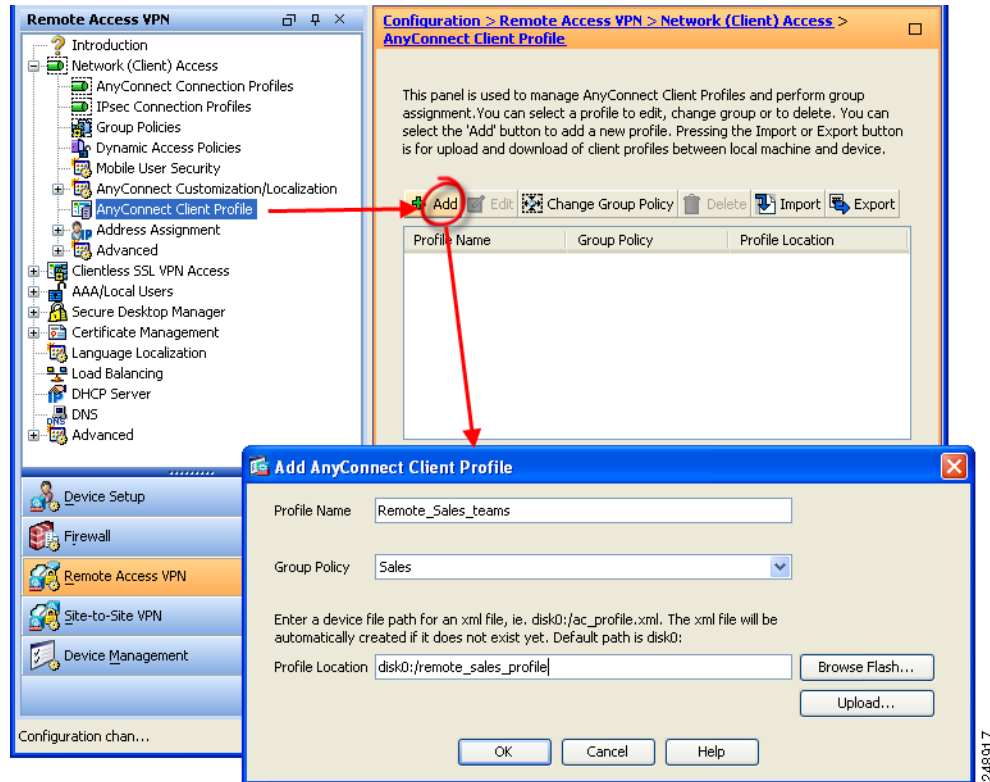 Remote Access VPN
Introduction
Network (Client) Access
AnyConnect Connection Profiles
IPsec Connection Profiles
Group Policies
Dynamic Access Policies
Mobile User Security
AnyConnect Customization/Localization
AnyConnect Client Profile
Address Assignment
Advanced
Clientless SSL VPN Access
AAA/Local Users
Secure Desktop Manager
Certificate Management
Language Localization
Load Balancing
DHCP Server
DNS
Advanced
Device Setup
Firewall
Remote Access VPN
Site-to-Site VPN
Device Management
Configuration chan...
Configuration > Remote Access VPN > Network (Client) Access >
AnyConnect Client Profile
This panel is used to manage AnyConnect Client Profiles and perform group
assignment.You can select a profile to edit, change group or to delete. You can
select the 'Add' button to add a new profile. Pressing the Import or Export button
is for upload and download of client profiles between local machine and device.
Add Edit Change Group Policy Delete Import Export
Profile Name Group Policy Profile Location
Add AnyConnect Client Profile
Profile Name Remote_Sales_teams
Group Policy Sales
Enter a device file path for an xml file, ie. disk0:/ac_profile.xml. The xml file will be
automatically created if it does not exist yet. Default path is disk0:
Profile Location disk0:/remote_sales_profile Browse Flash...
Upload...
OK Cancel Help
248917